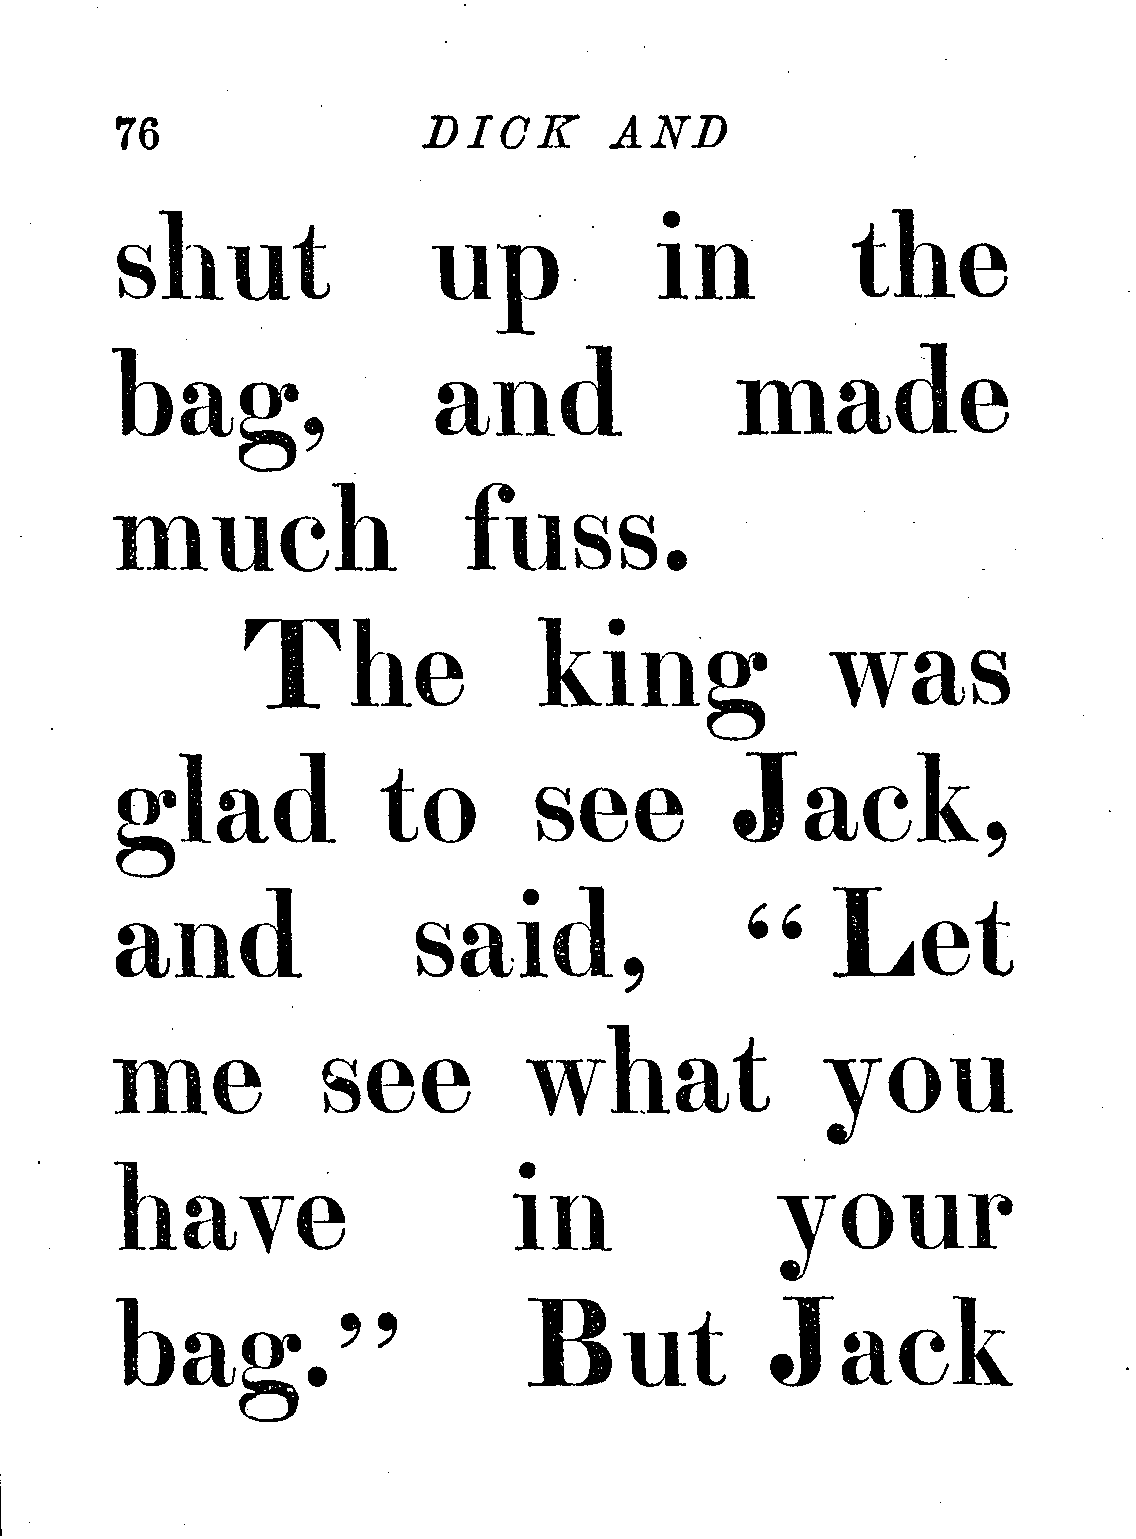 76 DICK AND
shut up in the
bag, and made
much fuss.
The king was
glad to see Jack,
and said, “Let
me see what you
have in your
bag.” But Jack